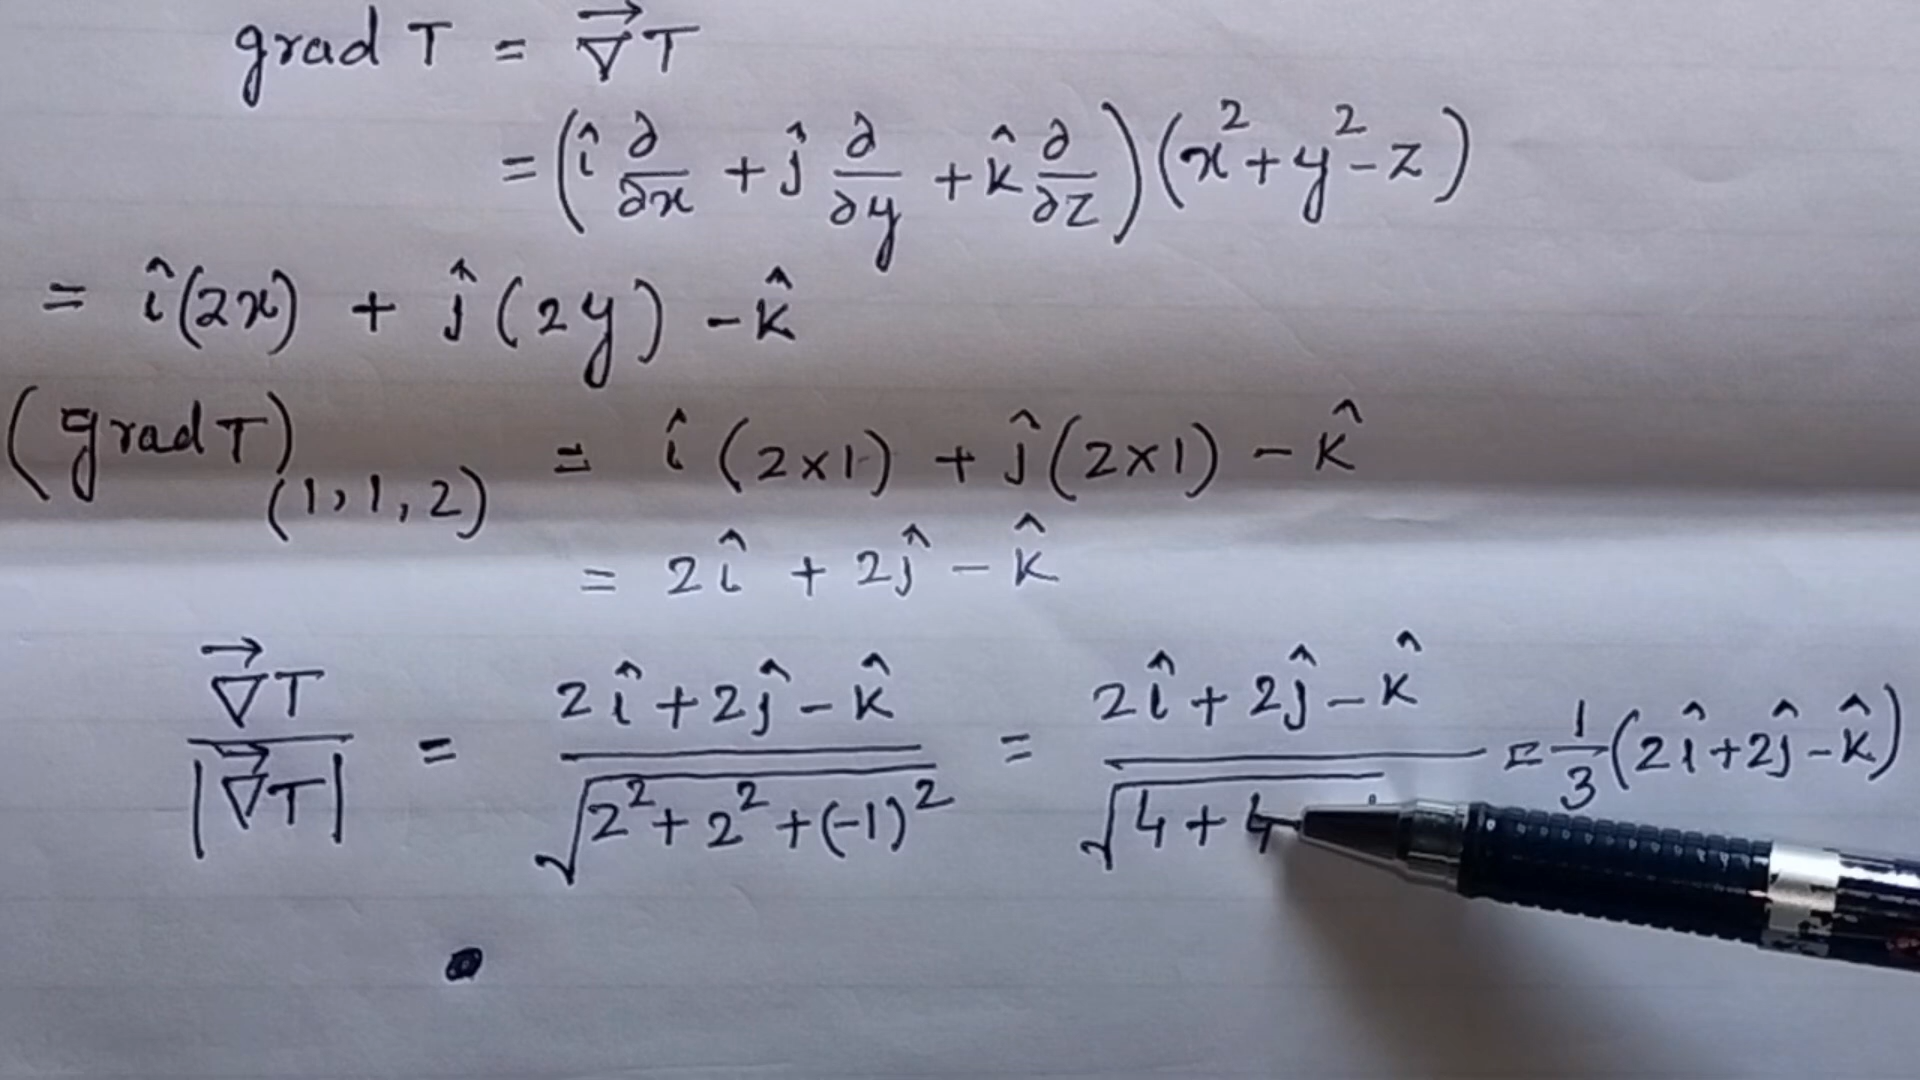 grad T = ∇⃗T
= (î ∂/∂x + ĵ ∂/∂y + k̂ ∂/∂z)(x²+y²-z)
= î(2x) + ĵ(2y) - k̂
(grad T)(1,1,2) = î(2×1) + ĵ(2×1) - k̂
= 2î + 2ĵ - k̂
∇⃗T/|∇⃗T| = (2î+2ĵ-k̂)/√(2²+2²+(-1)²) = (2î+2ĵ-k̂)/√(4+4 = 1/3(2î+2ĵ-k̂)